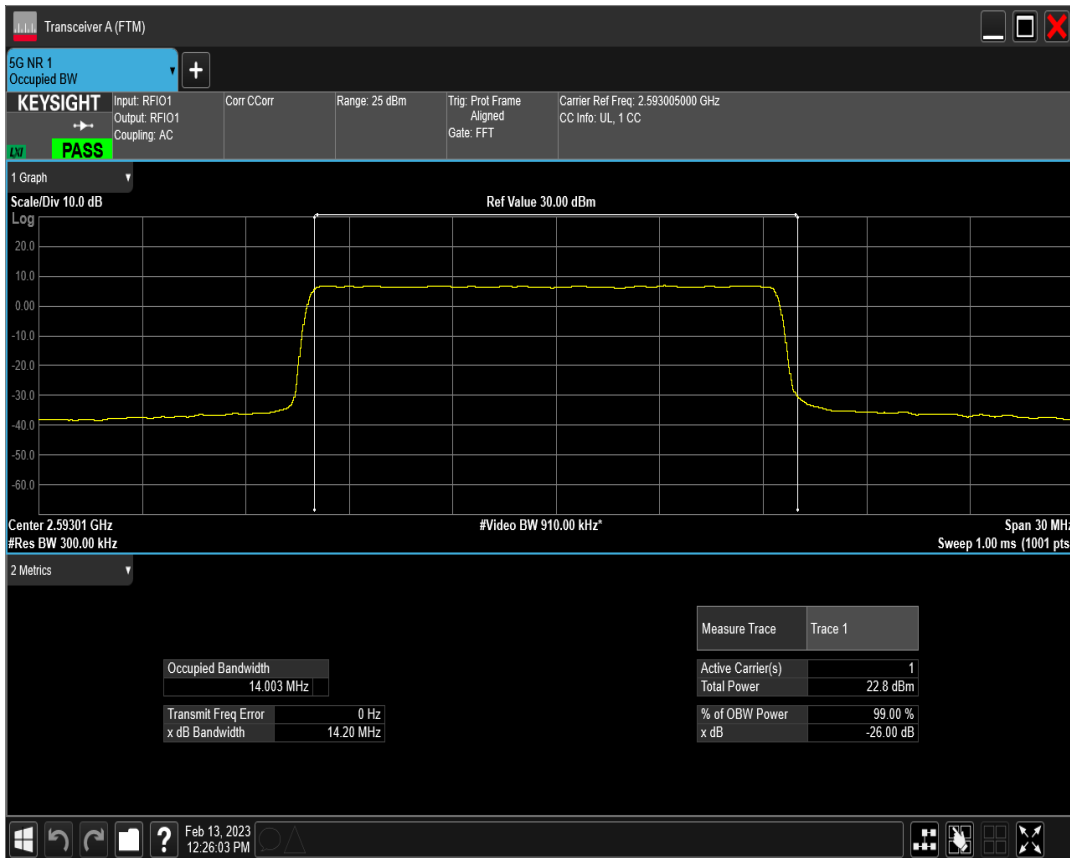 Transceiver A (FTM)
5G NR 1
Occupied BW
+
KEYSIGHT
LXI
PASS
Input: RFIO1
Output: RFIO1
Coupling: AC
Corr CCorr
Range: 25 dBm
Trig: Prot Frame
Aligned
Gate: FFT
Carrier Ref Freq: 2.593005000 GHz
CC Info: UL, 1 CC
1 Graph
Scale/Div 10.0 dB
Ref Value 30.00 dBm
Log
20.0
10.0
0.00
-10.0
-20.0
-30.0
-40.0
-50.0
-60.0
Center 2.59301 GHz
#Video BW 910.00 kHz*
Span 30 MHz
#Res BW 300.00 kHz
Sweep 1.00 ms (1001 pts
2 Metrics
Measure Trace Trace 1
Occupied Bandwidth
14.003 MHz
Active Carrier(s) 1
Total Power 22.8 dBm
Transmit Freq Error 0 Hz
x dB Bandwidth 14.20 MHz
% of OBW Power 99.00 %
x dB -26.00 dB
?
Feb 13, 2023
12:26:03 PM